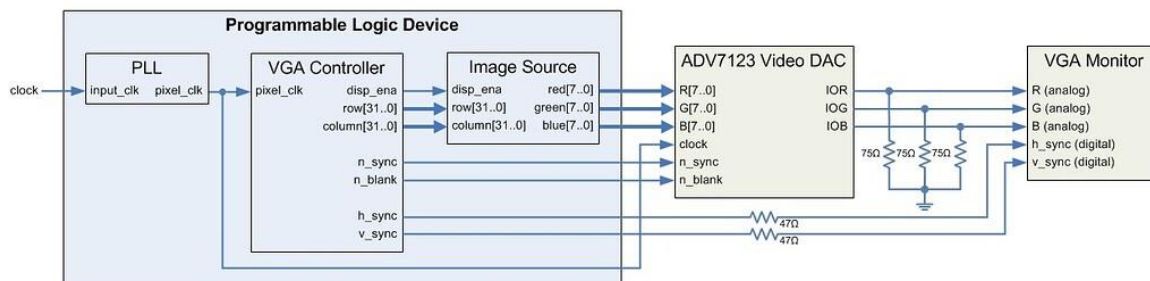 Programmable Logic Device
PLL
VGA Controller
Image Source
ADV7123 Video DAC
VGA Monitor
clock
input_clk pixel_clk
pixel_clk
disp_ena
row[31..0]
column[31..0]
n_sync
n_blank
h_sync
v_sync
disp_ena
row[31..0]
column[31..0]
red[7..0]
green[7..0]
blue[7..0]
R[7..0]
G[7..0]
B[7..0]
clock
n_sync
n_blank
IOR
IOG
IOB
75Ω 75Ω 75Ω
47Ω
47Ω
R (analog)
G (analog)
B (analog)
h_sync (digital)
v_sync (digital)